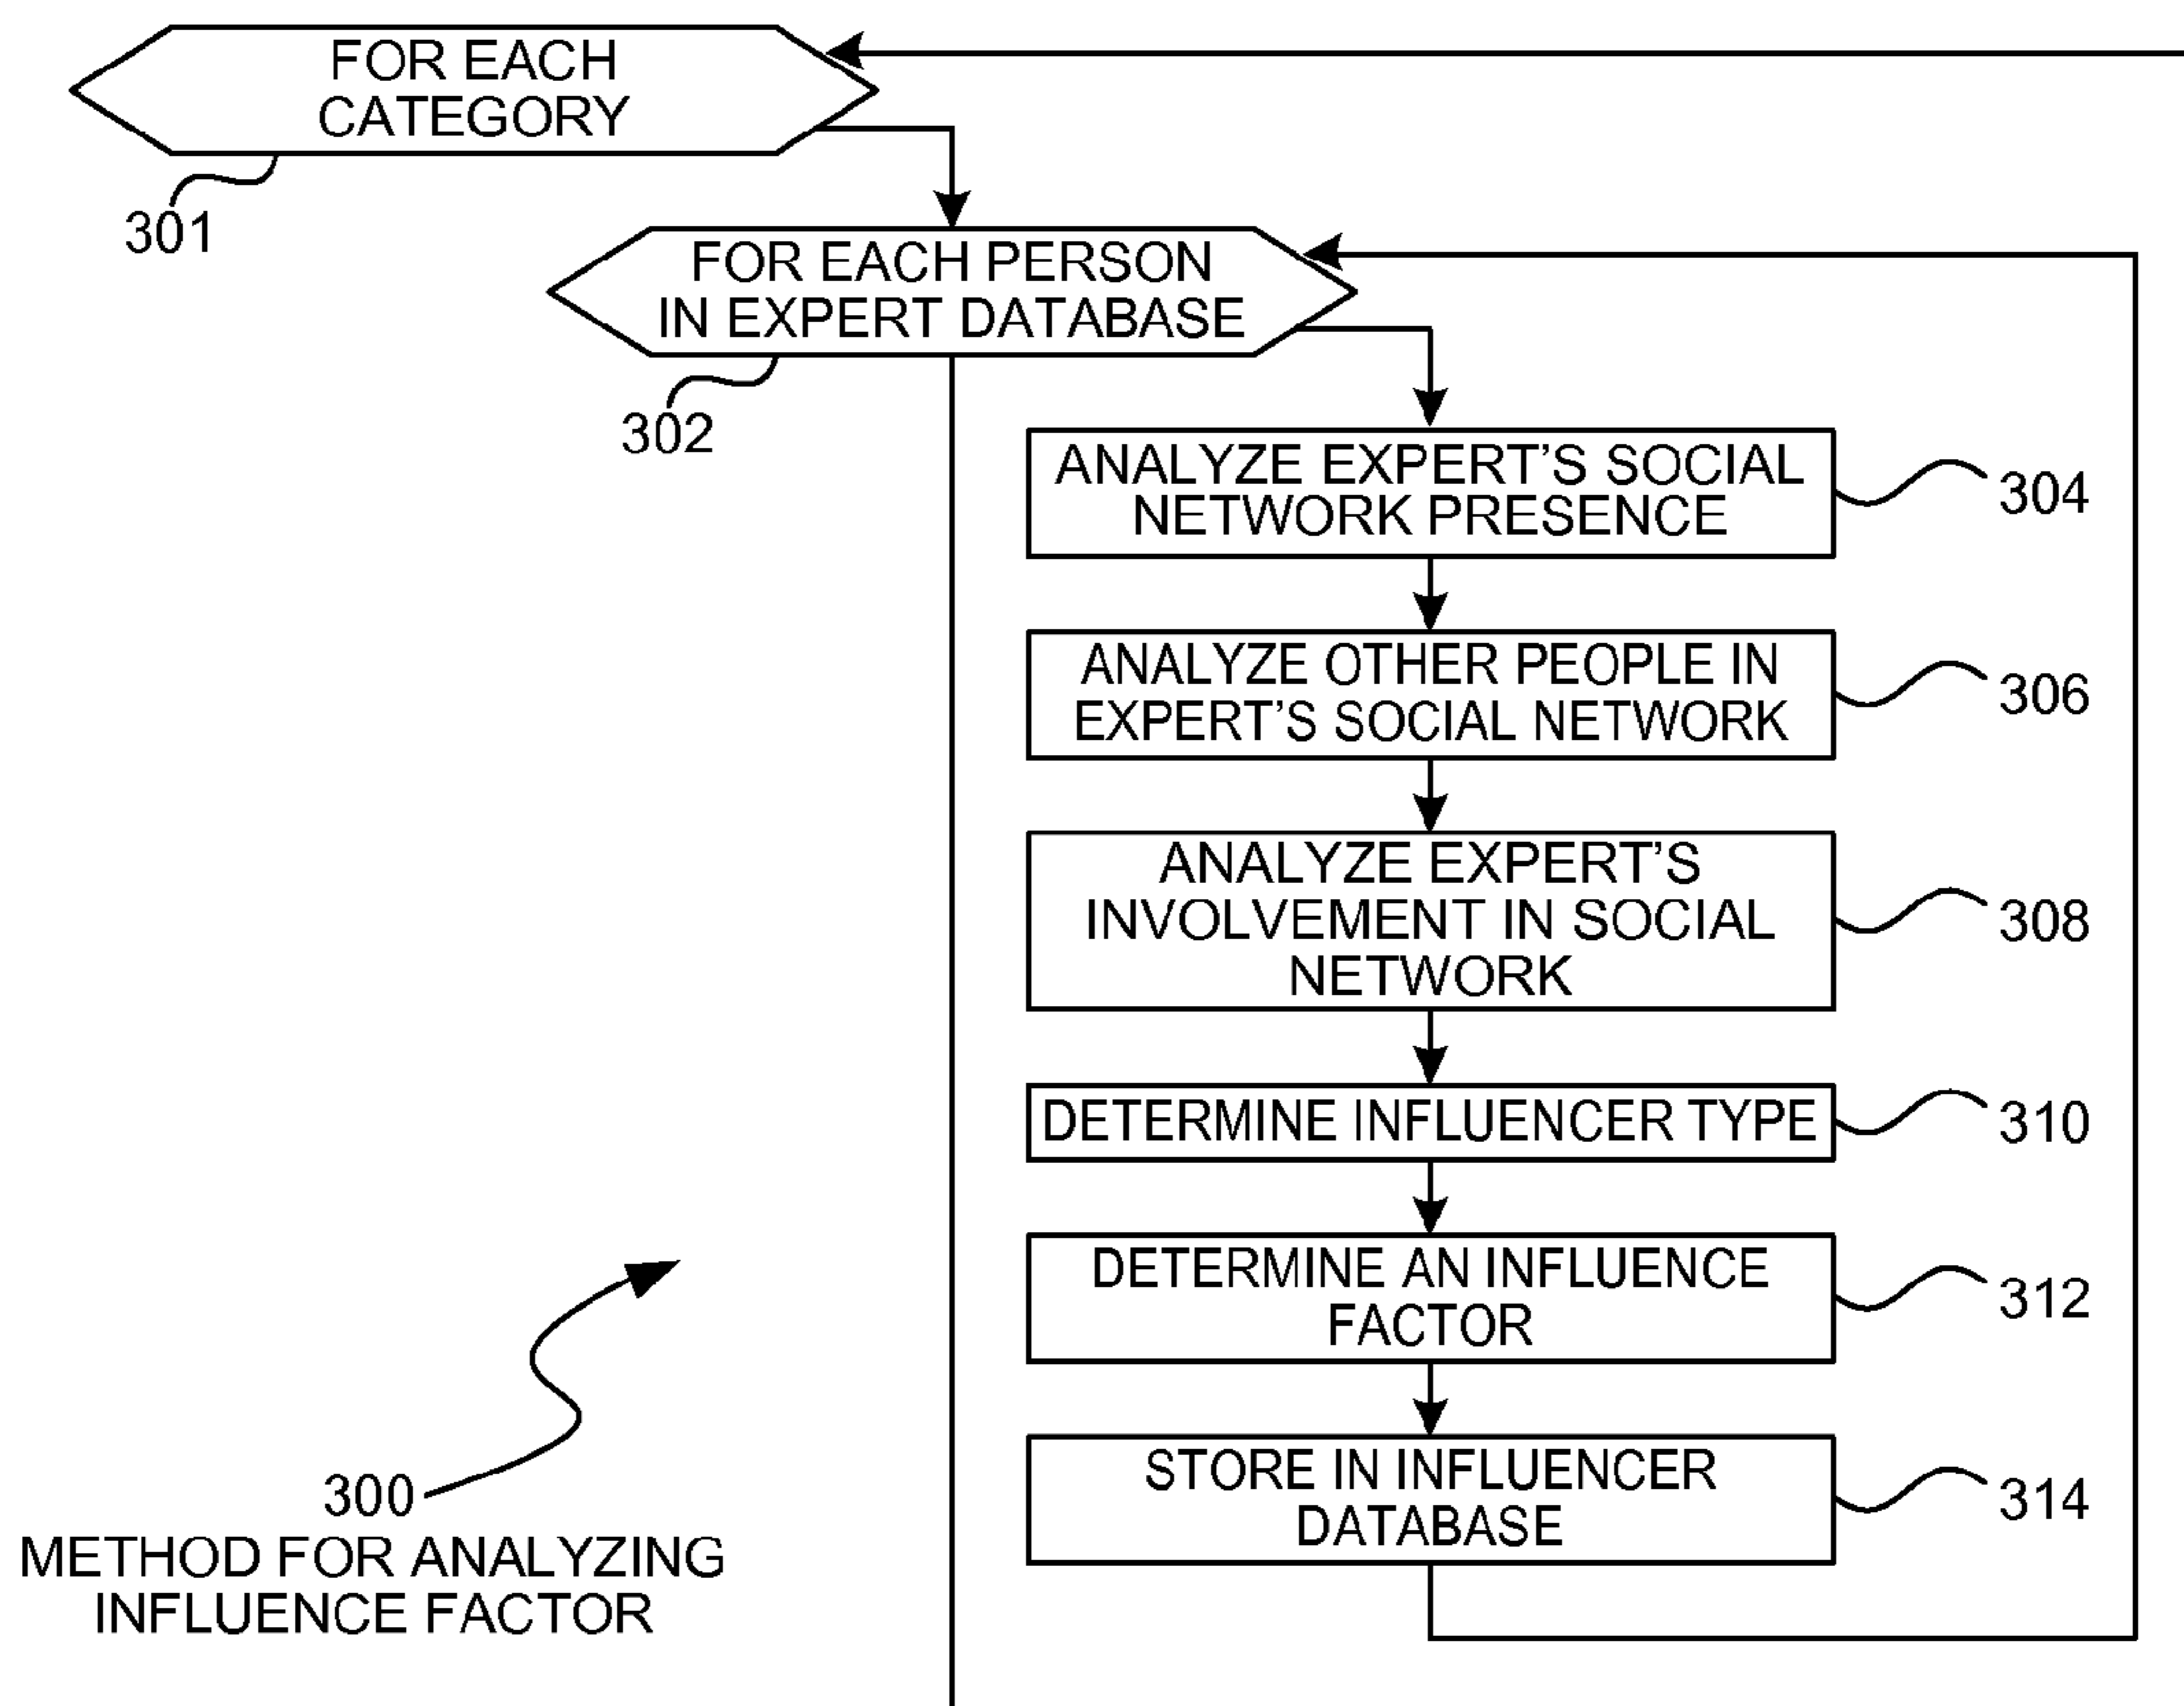 FOR EACH
CATEGORY
301
FOR EACH PERSON
IN EXPERT DATABASE
302
ANALYZE EXPERT’S SOCIAL
NETWORK PRESENCE
304
ANALYZE OTHER PEOPLE IN
EXPERT’S SOCIAL NETWORK
306
ANALYZE EXPERT’S
INVOLVEMENT IN SOCIAL
NETWORK
308
DETERMINE INFLUENCER TYPE
310
DETERMINE AN INFLUENCE
FACTOR
312
STORE IN INFLUENCER
DATABASE
314
300
METHOD FOR ANALYZING
INFLUENCE FACTOR